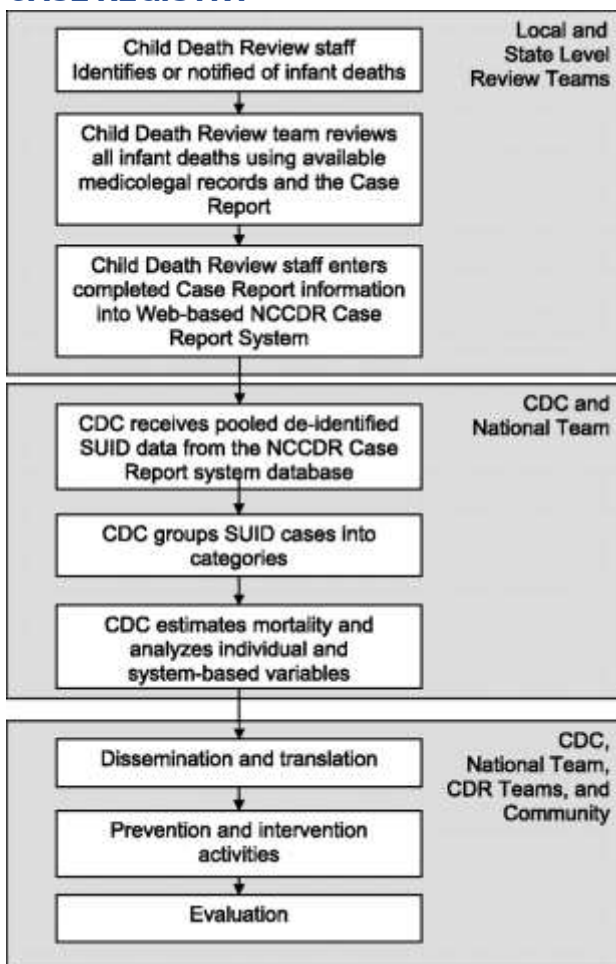 CASE REGISTRY
Child Death Review staff
Identifies or notified of infant deaths
Local and
State Level
Review Teams
Child Death Review team reviews
all infant deaths using available
medicolegal records and the Case
Report
Child Death Review staff enters
completed Case Report information
into Web-based NCCDR Case
Report System
CDC and
National Team
CDC receives pooled de-identified
SUID data from the NCCDR Case
Report system database
CDC groups SUID cases into
categories
CDC estimates mortality and
analyzes individual and
system-based variables
CDC,
National Team,
CDR Teams, and
Community
Dissemination and translation
Prevention and intervention
activities
Evaluation